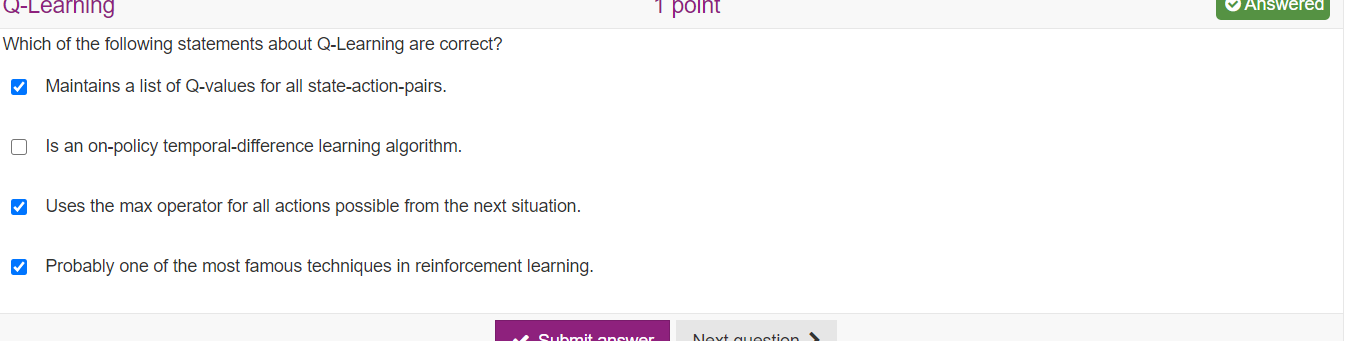 Q-Learning
1 point
Answered
Which of the following statements about Q-Learning are correct?
Maintains a list of Q-values for all state-action-pairs.
Is an on-policy temporal-difference learning algorithm.
Uses the max operator for all actions possible from the next situation.
Probably one of the most famous techniques in reinforcement learning.
Submit answer
Next question